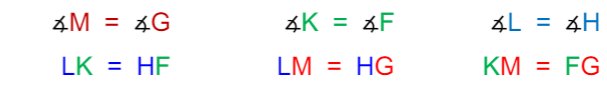 ∡M = ∡G ∡K = ∡F ∡L = ∡H
LK = HF LM = HG KM = FG